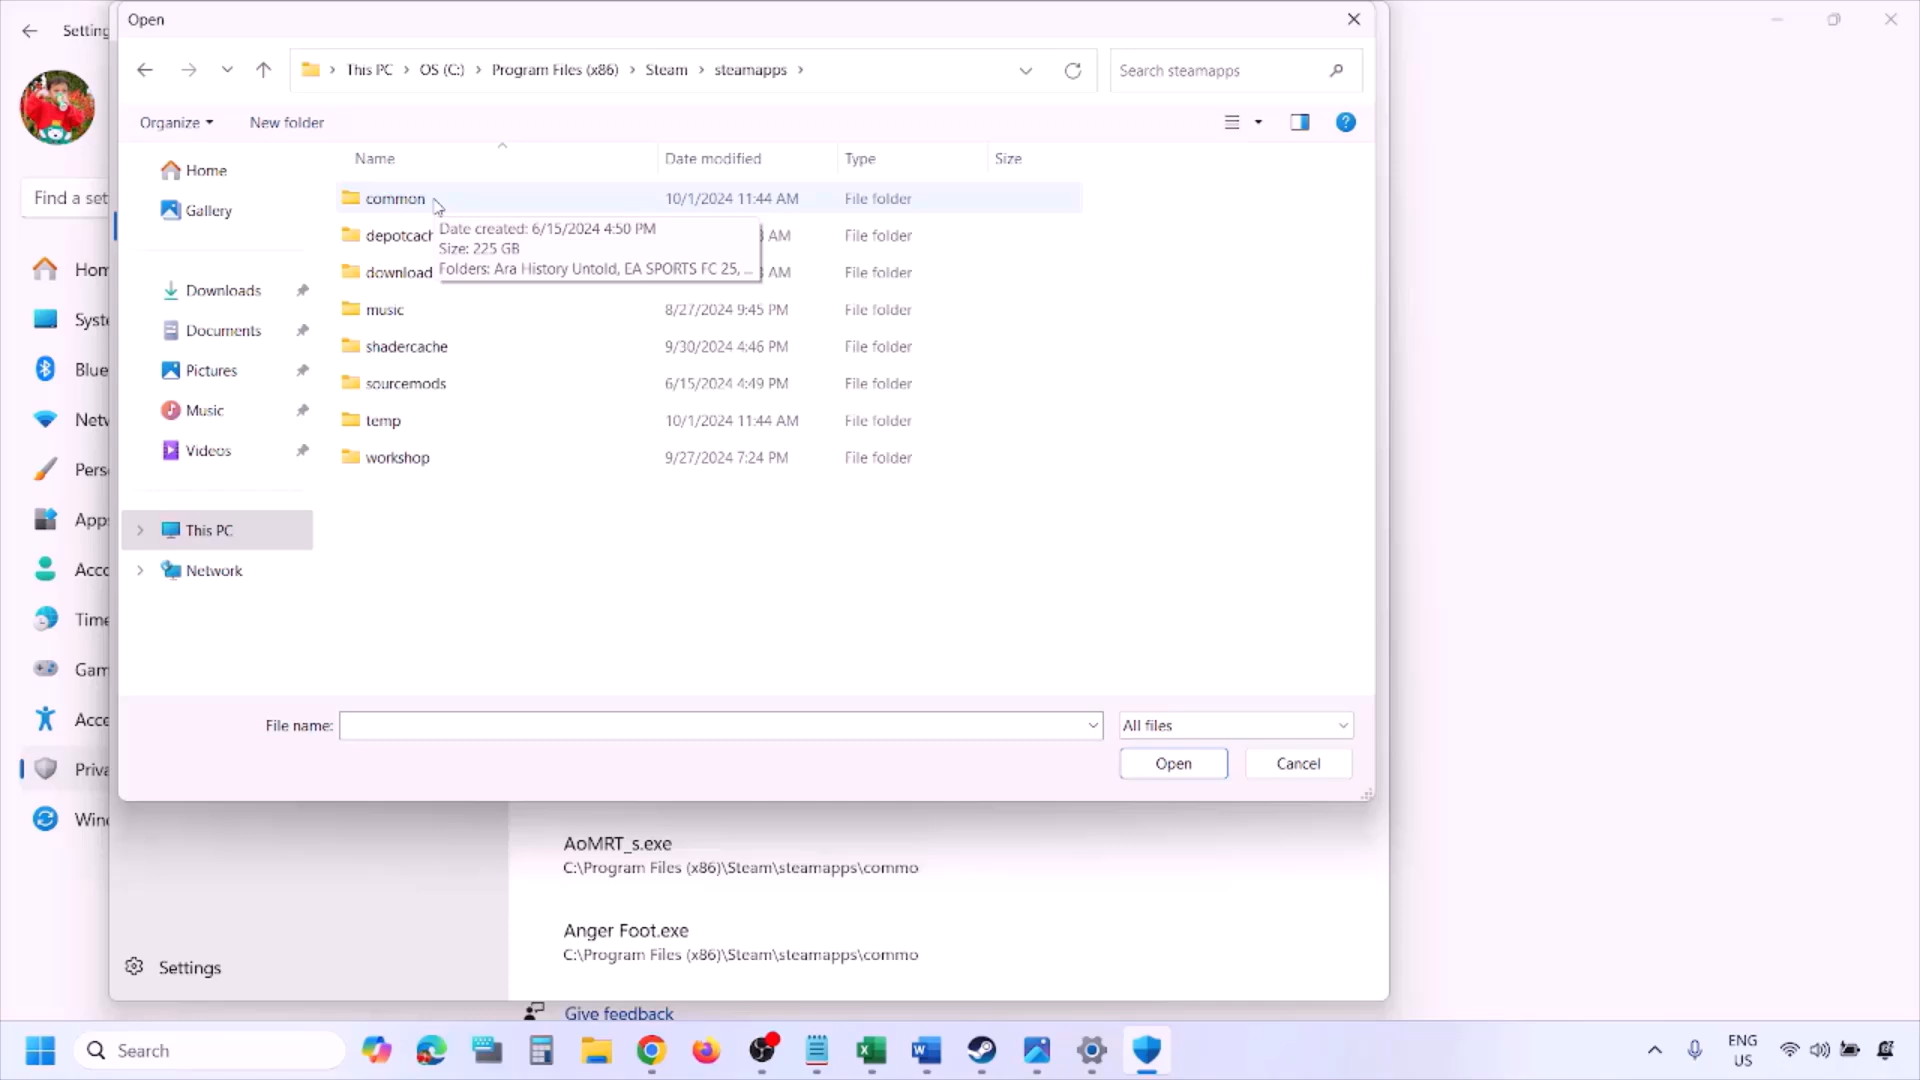 Open
Setting
This PC > OS (C:) > Program Files (x86) > Steam > steamapps >
Search steamapps
Organize
New folder
?
Name
Date modified
Type
Size
Home
Gallery
Downloads
Documents
Pictures
Music
Videos
This PC
Network
common 10/1/2024 11:44 AM File folder
depotcach AM File folder
download AM File folder
Date created: 6/15/2024 4:50 PM
Size: 225 GB
Folders: Ara History Untold, EA SPORTS FC 25, ...
music 8/27/2024 9:45 PM File folder
shadercache 9/30/2024 4:46 PM File folder
sourcemods 6/15/2024 4:49 PM File folder
temp 10/1/2024 11:44 AM File folder
workshop 9/27/2024 7:24 PM File folder
File name:
All files
Open
Cancel
Find a set
Hom
Syste
Blue
Netw
Pers
Apps
Acco
Time
Gam
Acce
Priva
Wind
AoMRT_s.exe
C:\Program Files (x86)\Steam\steamapps\commo
Anger Foot.exe
C:\Program Files (x86)\Steam\steamapps\commo
Settings
Give feedback
Search
ENG
US